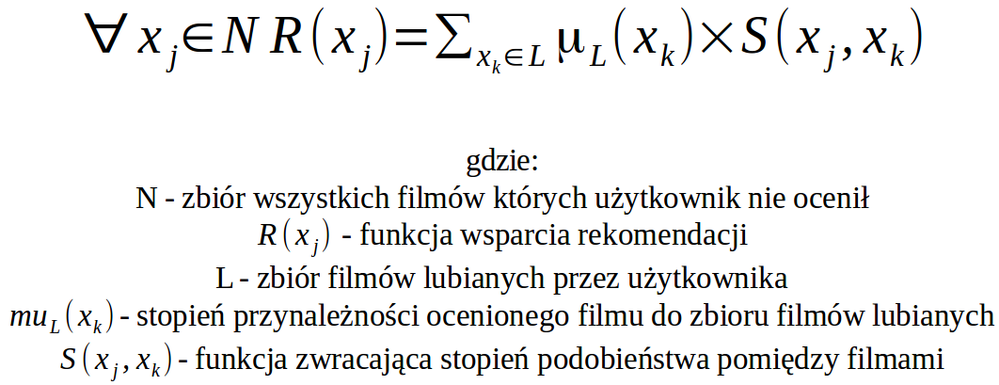 ∀ x_j ∈ N R(x_j) = ∑_{x_k ∈ L} μ_L(x_k) × S(x_j, x_k)
gdzie:
N - zbiór wszystkich filmów których użytkownik nie ocenił
R(x_j) - funkcja wsparcia rekomendacji
L - zbiór filmów lubianych przez użytkownika
mu_L(x_k) - stopień przynależności ocenionego filmu do zbioru filmów lubianych
S(x_j, x_k) - funkcja zwracająca stopień podobieństwa pomiędzy filmami